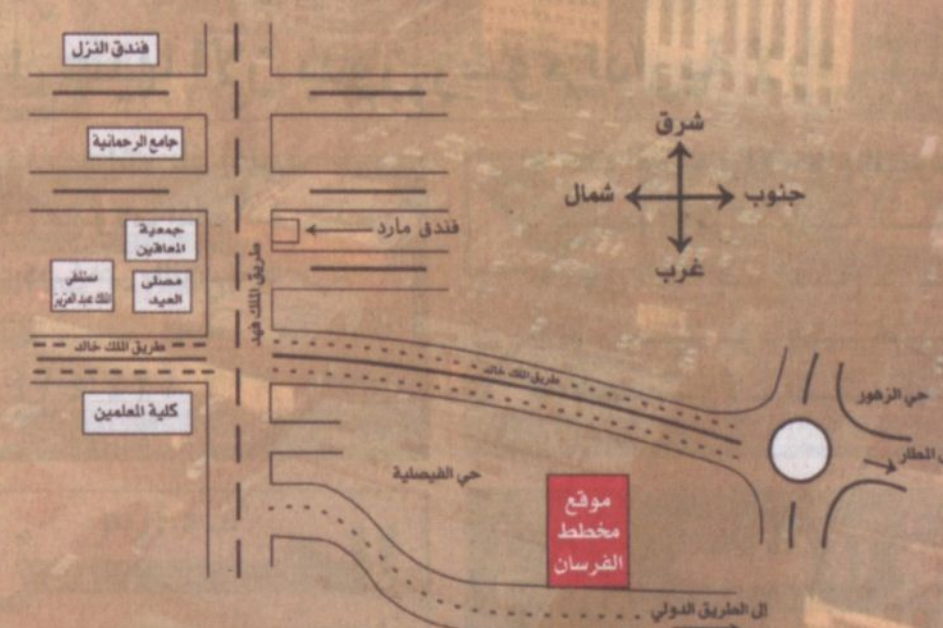 فندق النزل
جامع الرحمانية
شرق
شمال
جنوب
غرب
فندق مارد
جمعية
المعاقين
مستشفى
الملك عبد العزيز
مصلى
العيد
طريق الملك فهد
طريق الملك خالد
طريق الملك خالد
كلية المعلمين
حي الزهور
المطار
حي الفيصلية
موقع
مخطط
الفرسان
إلى الطريق الدولي